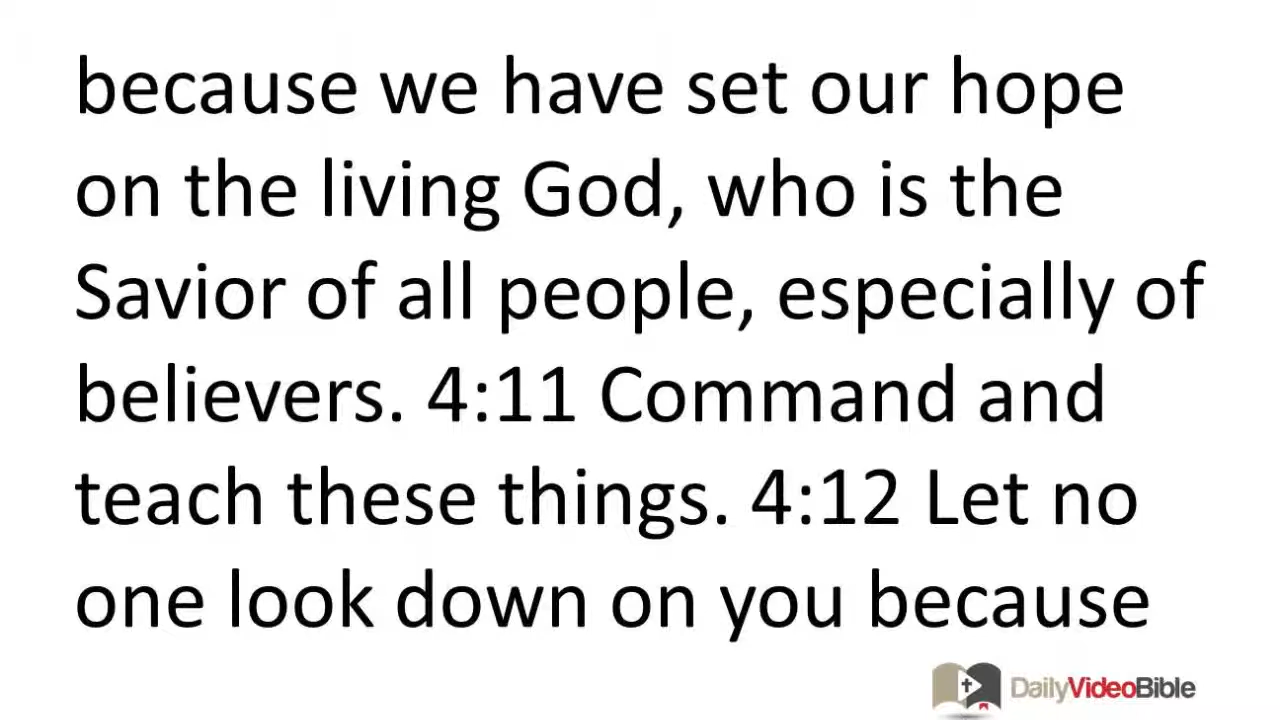 because we have set our hope
on the living God, who is the
Savior of all people, especially of
believers. 4:11 Command and
teach these things. 4:12 Let no
one look down on you because
DailyVideoBible